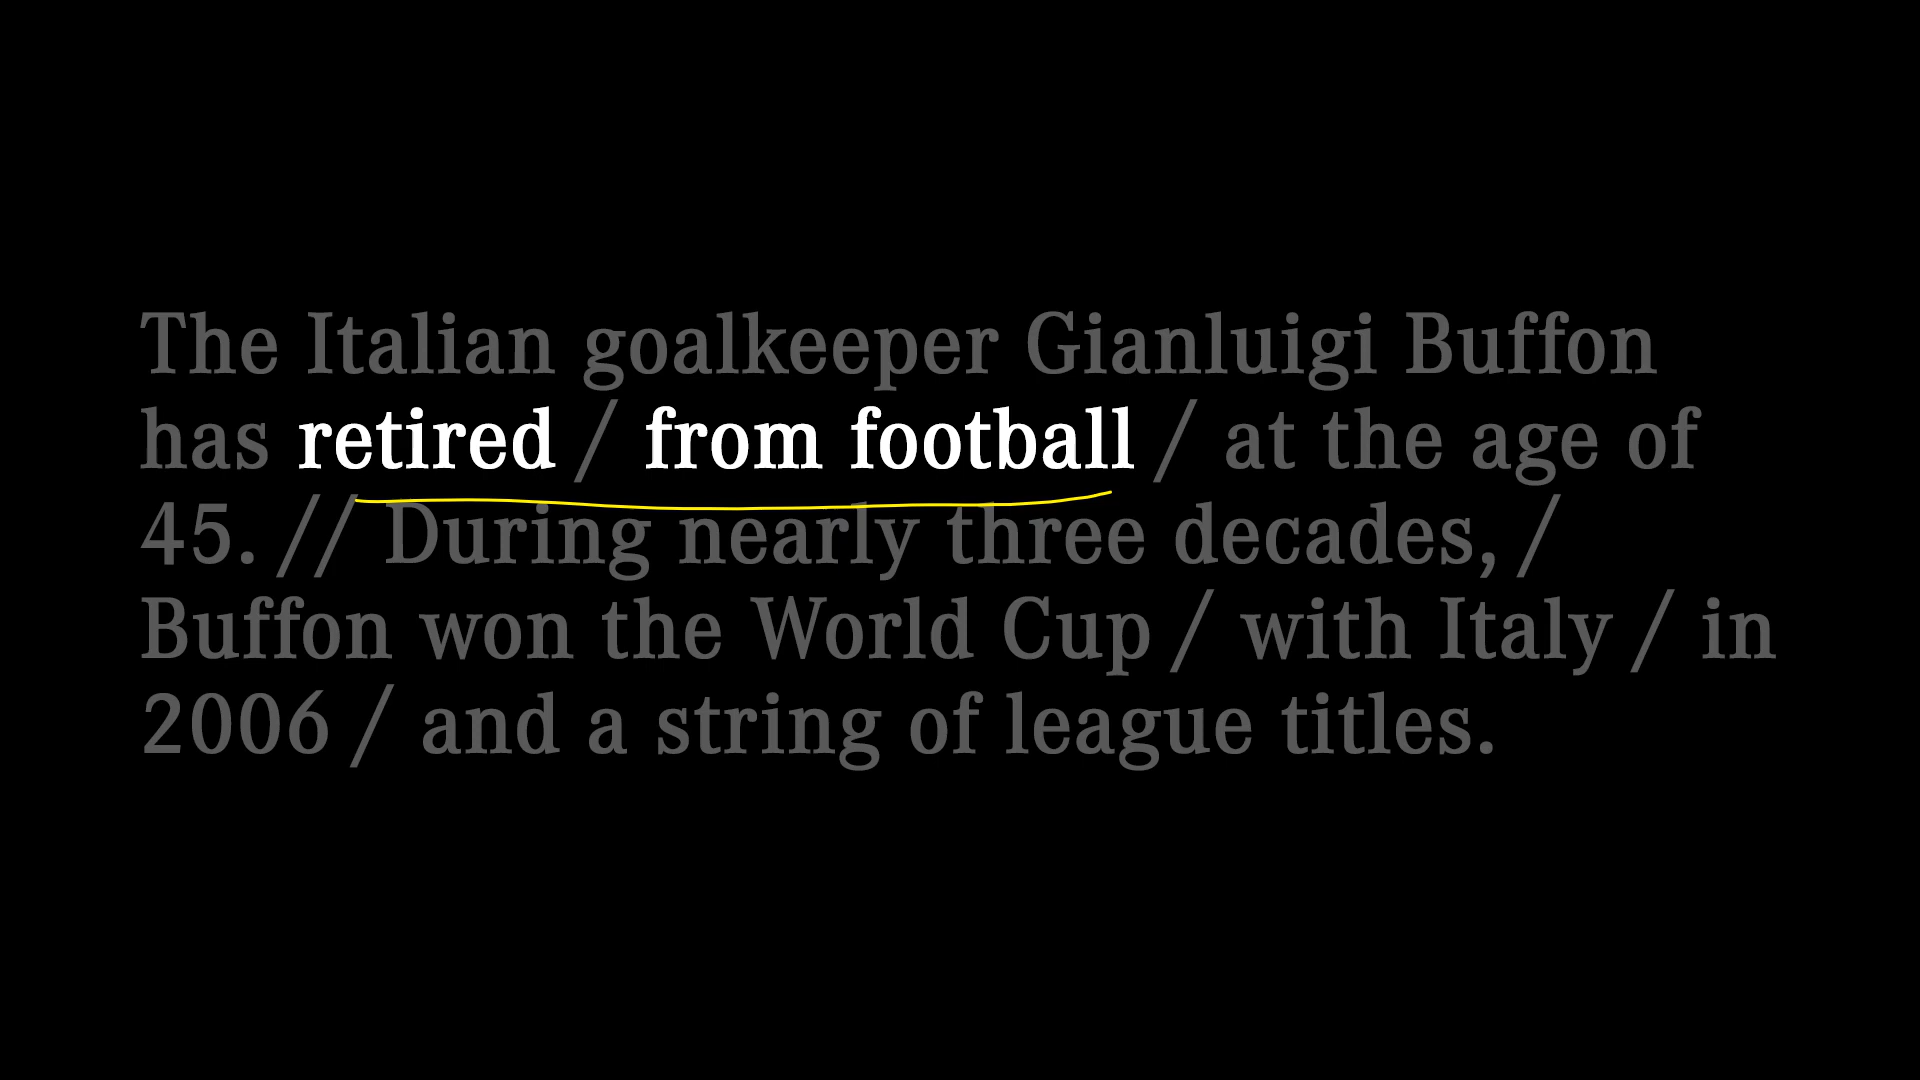 The Italian goalkeeper Gianluigi Buffon
has retired / from football / at the age of
45. // During nearly three decades, /
Buffon won the World Cup / with Italy / in
2006 / and a string of league titles.